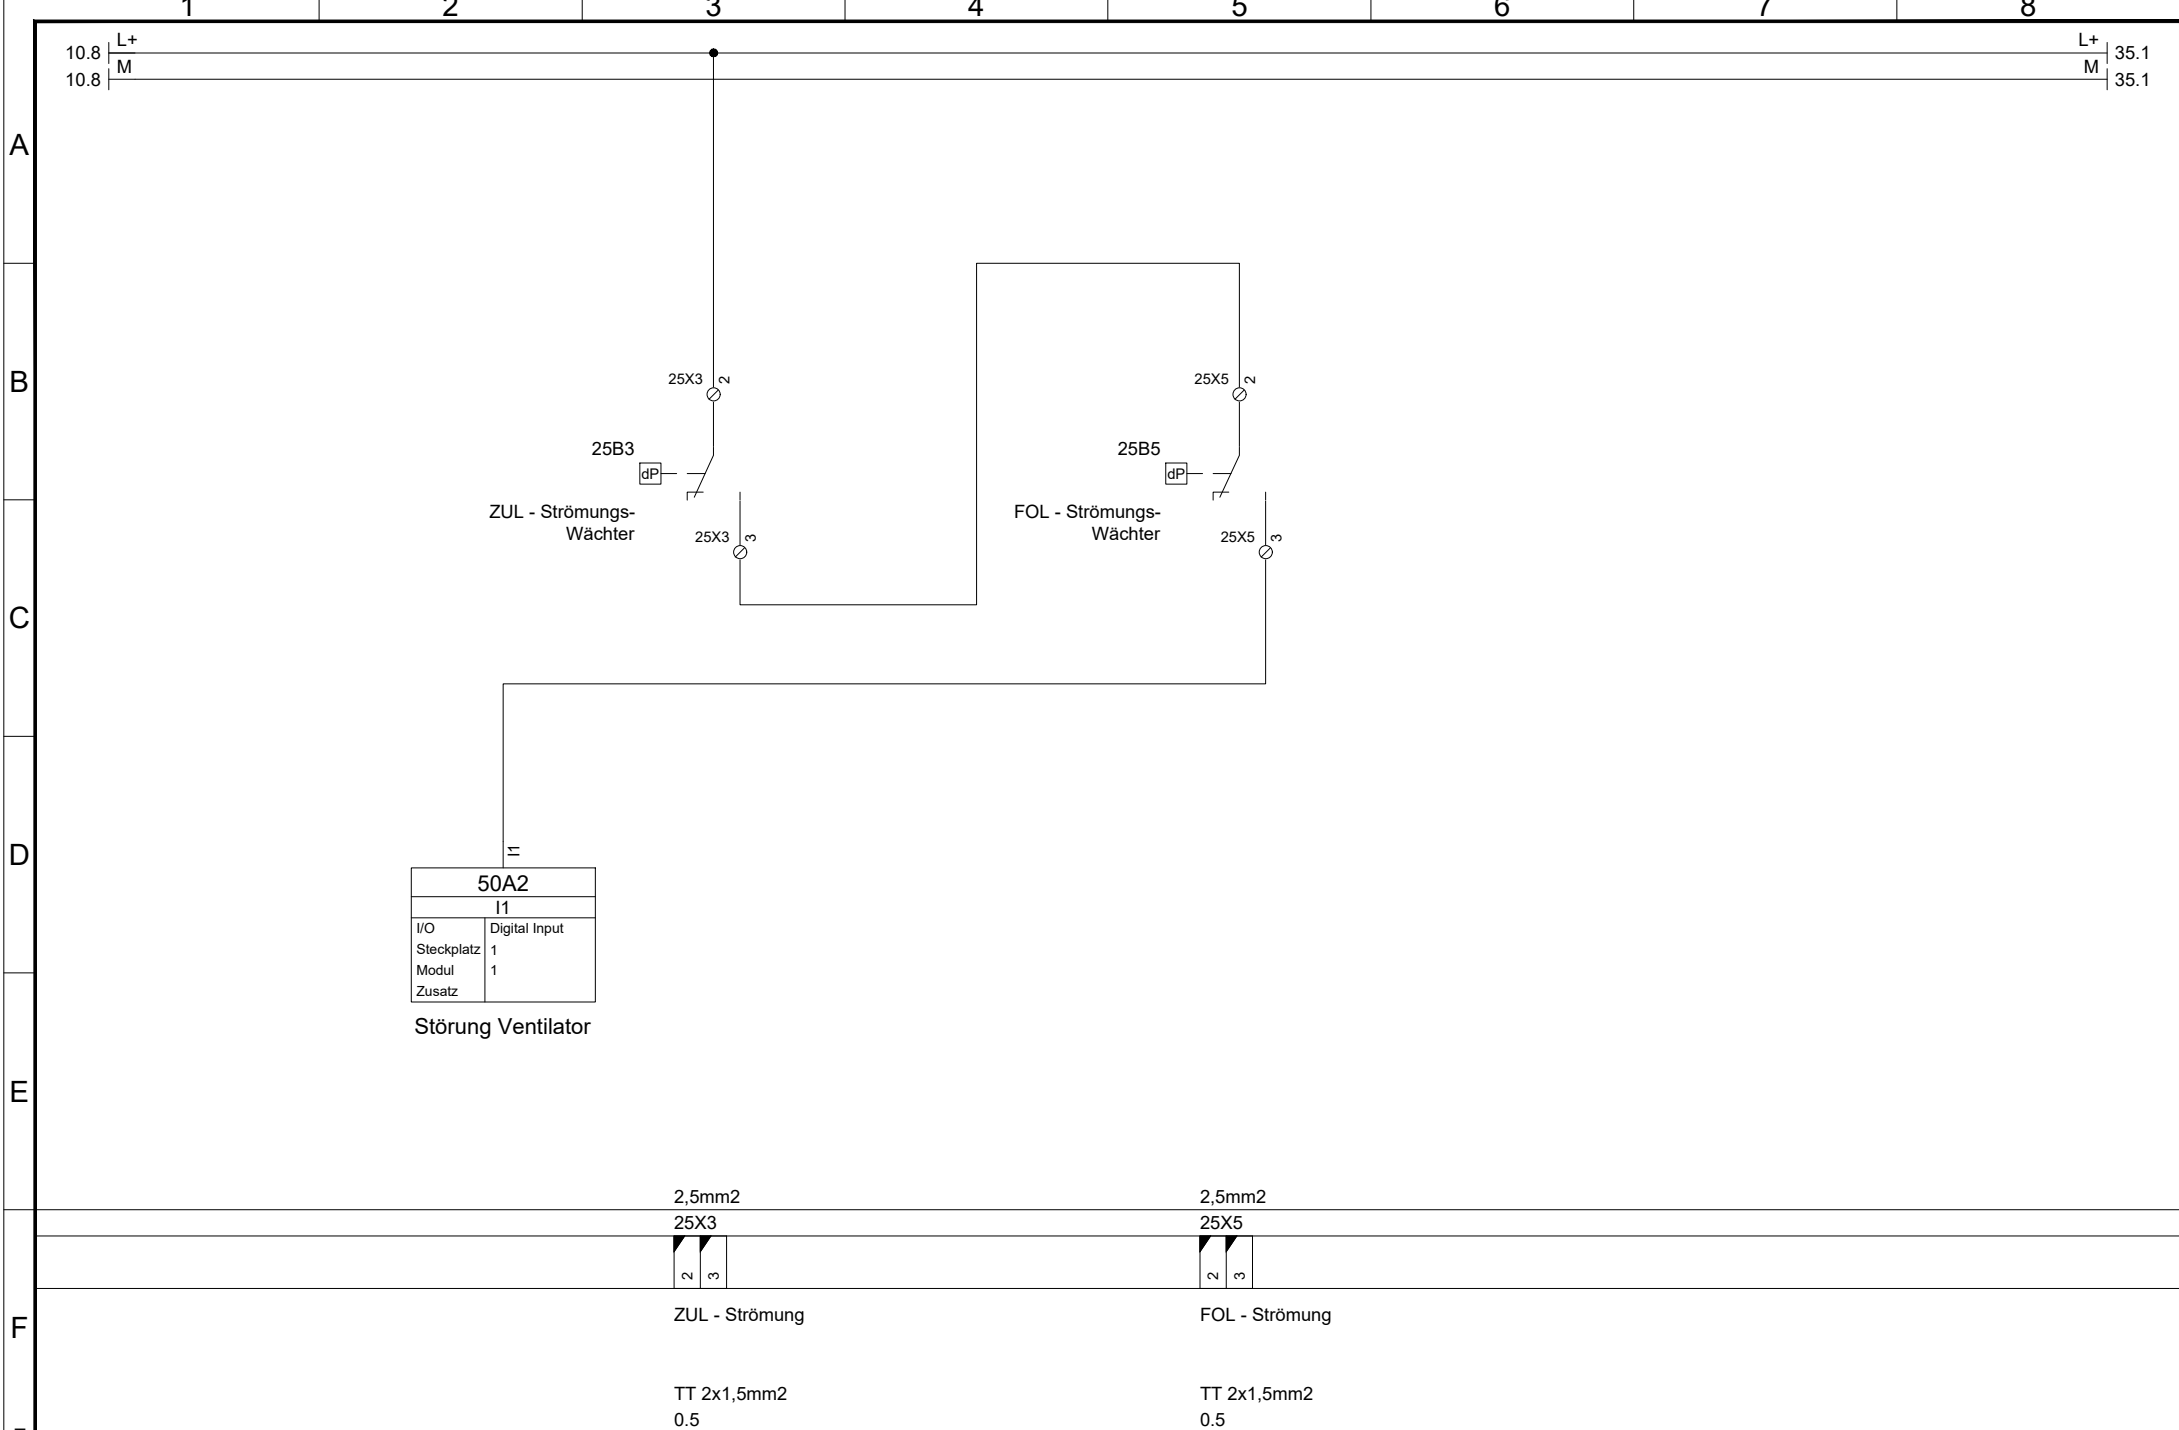 1 2 3 4 5 6 7 8
L+ L+
10.8 35.1
M M
10.8 35.1
A
B
25X3 2 25X5 2
25B3 25B5
dP dP
ZUL - Strömungs- FOL - Strömungs-
Wächter Wächter
25X3 3 25X5 3
C
I1
D
50A2
I1
I/O Digital Input
Steckplatz 1
Modul 1
Zusatz
Störung Ventilator
E
2,5mm2 2,5mm2
25X3 25X5
2 3 2 3
ZUL - Strömung FOL - Strömung
F
TT 2x1,5mm2 TT 2x1,5mm2
0.5 0.5